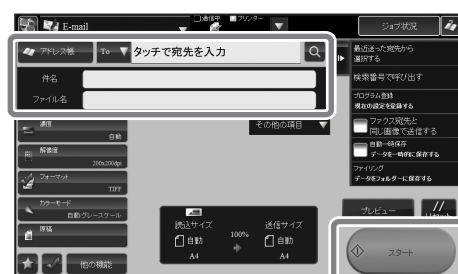 E-mail
通信中
プリンター
ジョブ状況
アドレス帳 To タッチで宛先を入力
件名
ファイル名
最近送った宛先から
選択する
検索番号で呼び出す
プログラム登録
現在の設定を登録する
ファクス宛先と
同じ画像で送信する
自動一時保存
データを一時的に保存する
ファイリング
データをフォルダーに保存する
濃度
自動
その他の項目
解像度
200x200dpi
フォーマット
TIFF
カラーモード
自動/グレースケール
原稿
読込サイズ 100% 送信サイズ
自動 自動
A4 A4
プレビュー
リセット
スタート
他の機能